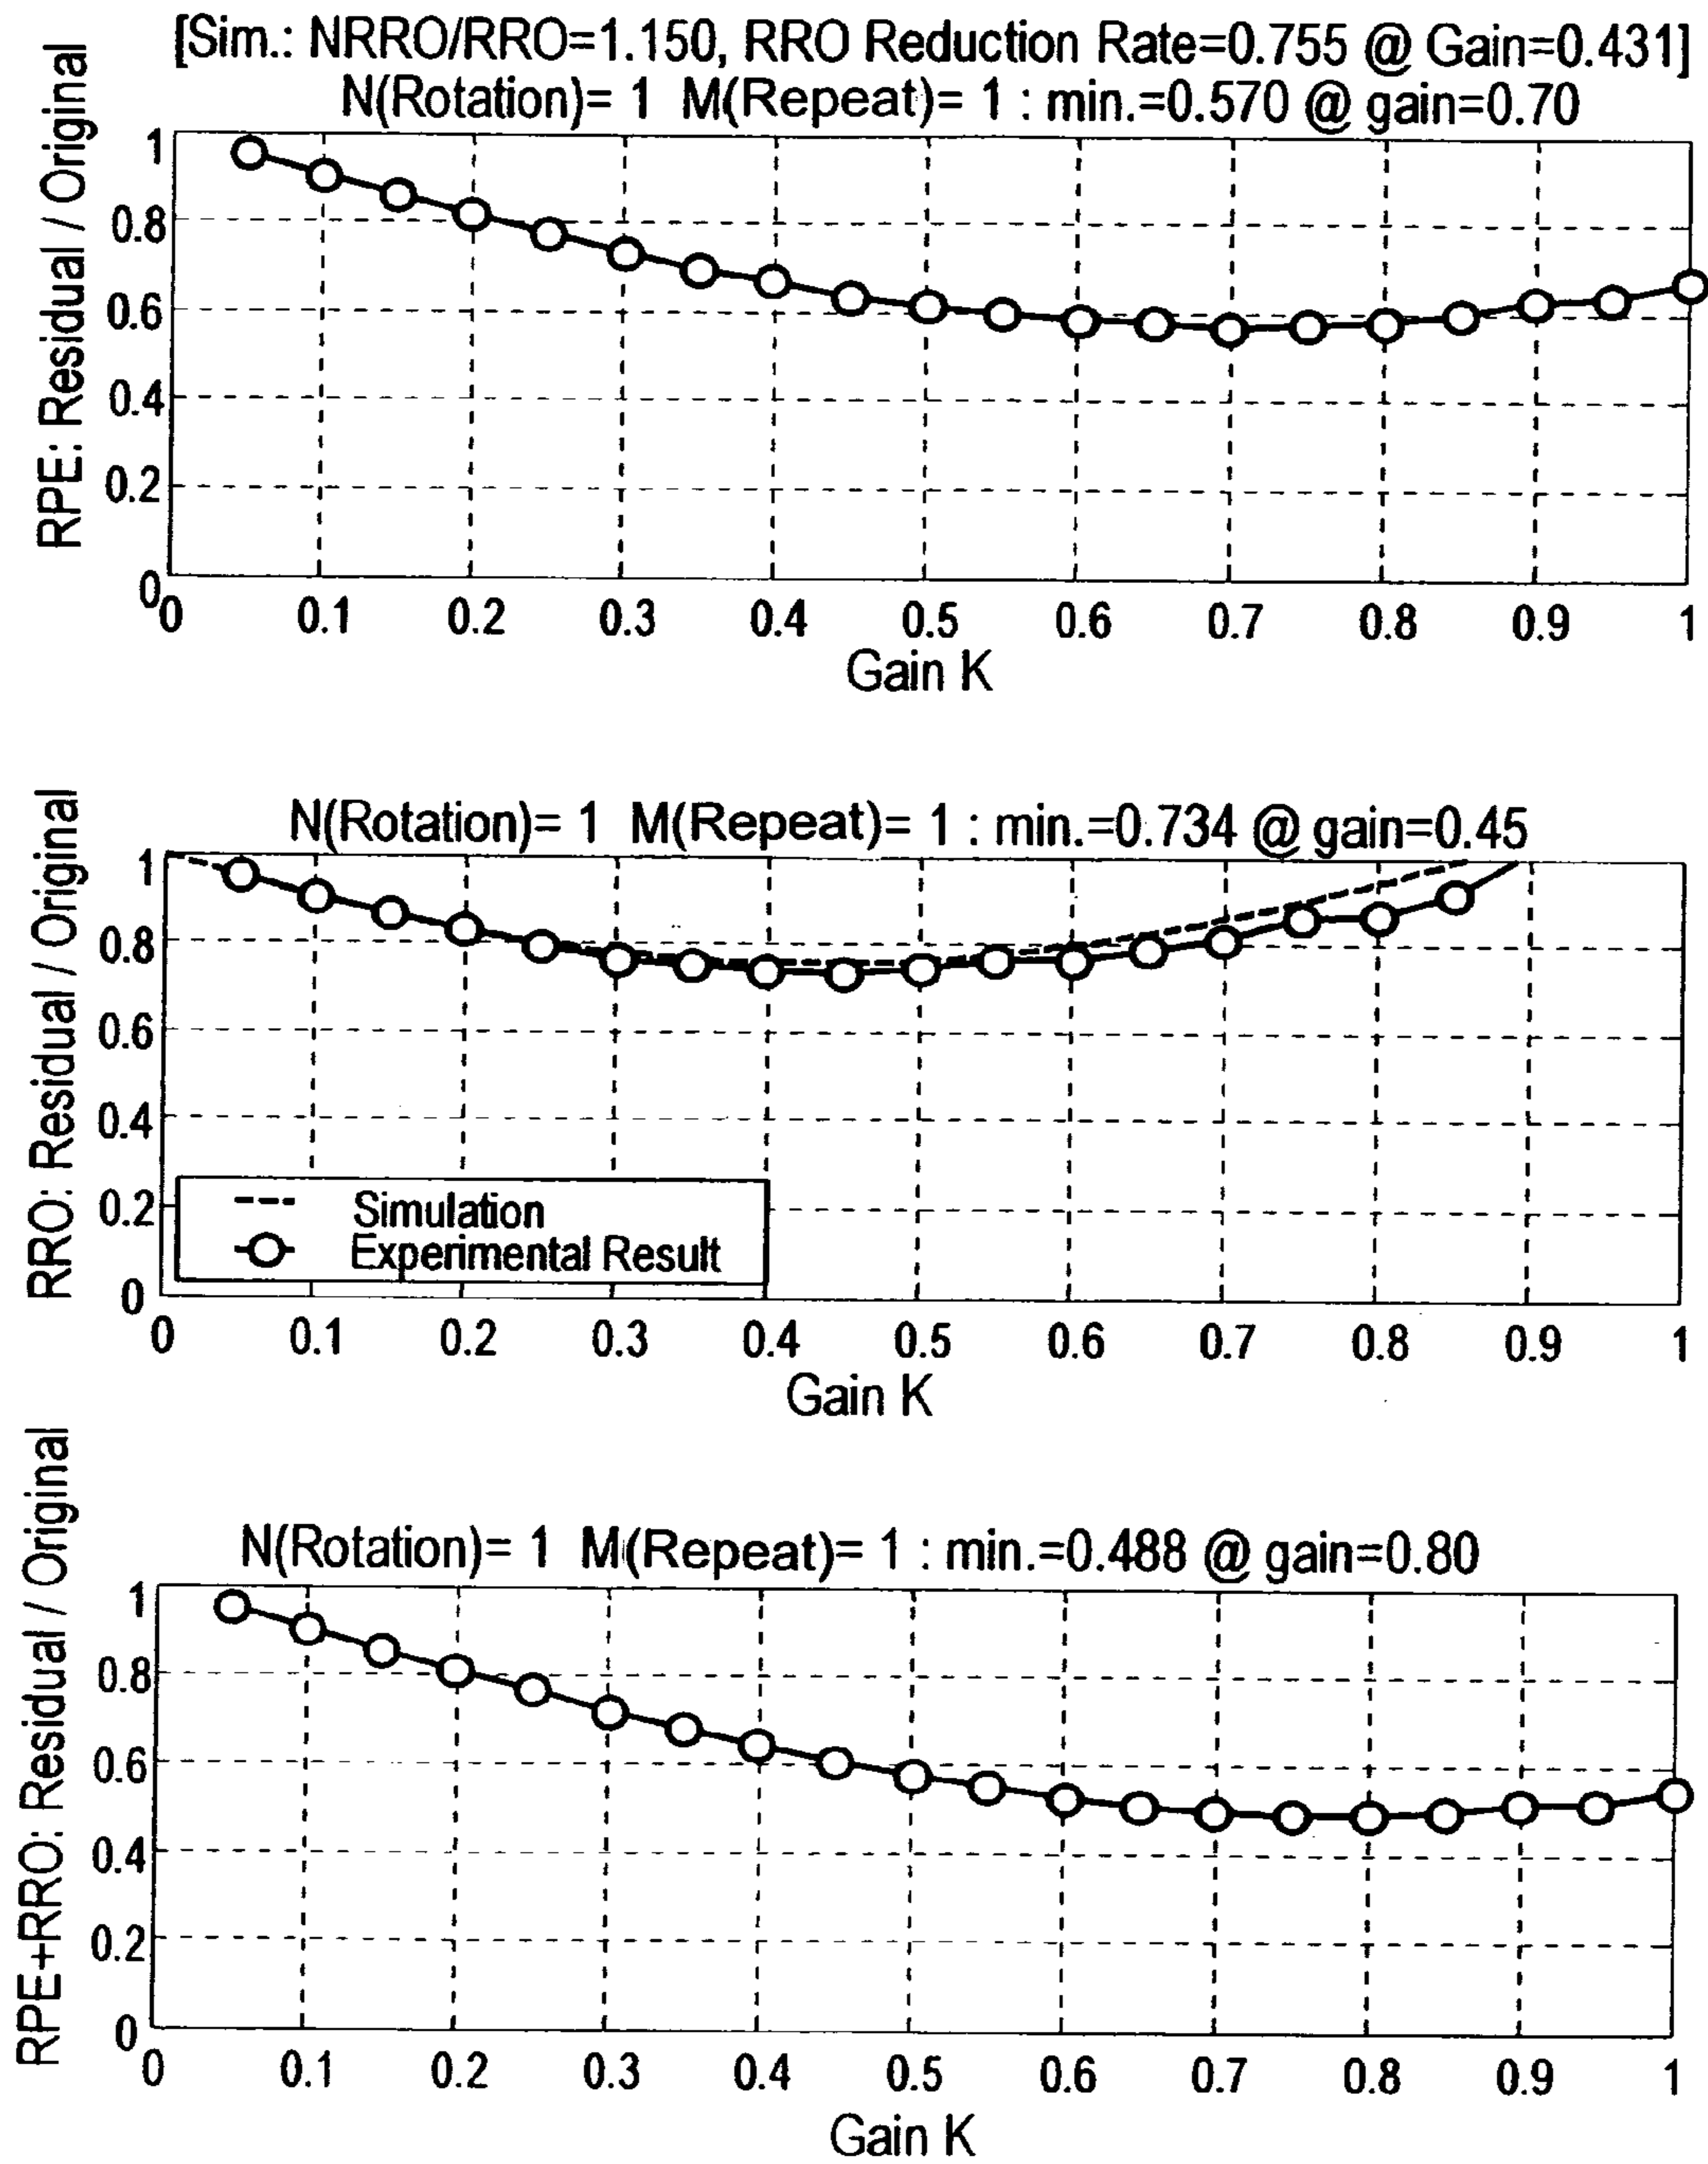 [Sim.: NRRO/RRO=1.150, RRO Reduction Rate=0.755 @ Gain=0.431]
N(Rotation)= 1 M(Repeat)= 1 : min.=0.570 @ gain=0.70
RPE: Residual / Original
1
0.8
0.6
0.4
0.2
0
0 0.1 0.2 0.3 0.4 0.5 0.6 0.7 0.8 0.9 1
Gain K
N(Rotation)= 1 M(Repeat)= 1 : min.=0.734 @ gain=0.45
RRO: Residual / Original
1
0.8
0.6
0.4
0.2
0
Simulation
Experimental Result
0 0.1 0.2 0.3 0.4 0.5 0.6 0.7 0.8 0.9 1
Gain K
N(Rotation)= 1 M(Repeat)= 1 : min.=0.488 @ gain=0.80
RPE+RRO: Residual / Original
1
0.8
0.6
0.4
0.2
0
0 0.1 0.2 0.3 0.4 0.5 0.6 0.7 0.8 0.9 1
Gain K